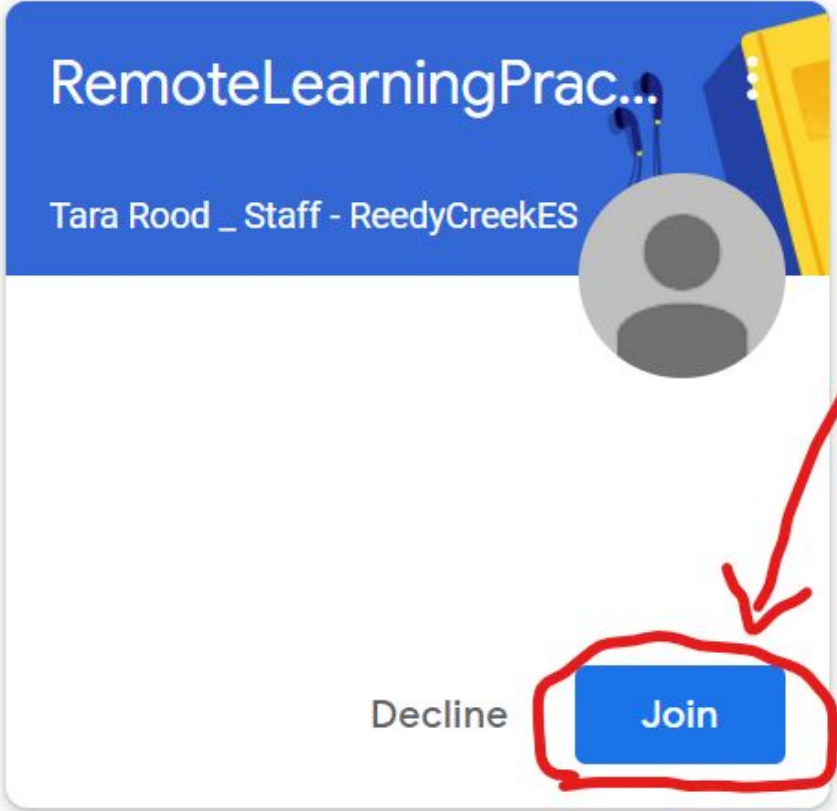 RemoteLearningPrac...
Tara Rood _ Staff - ReedyCreekES
Decline
Join